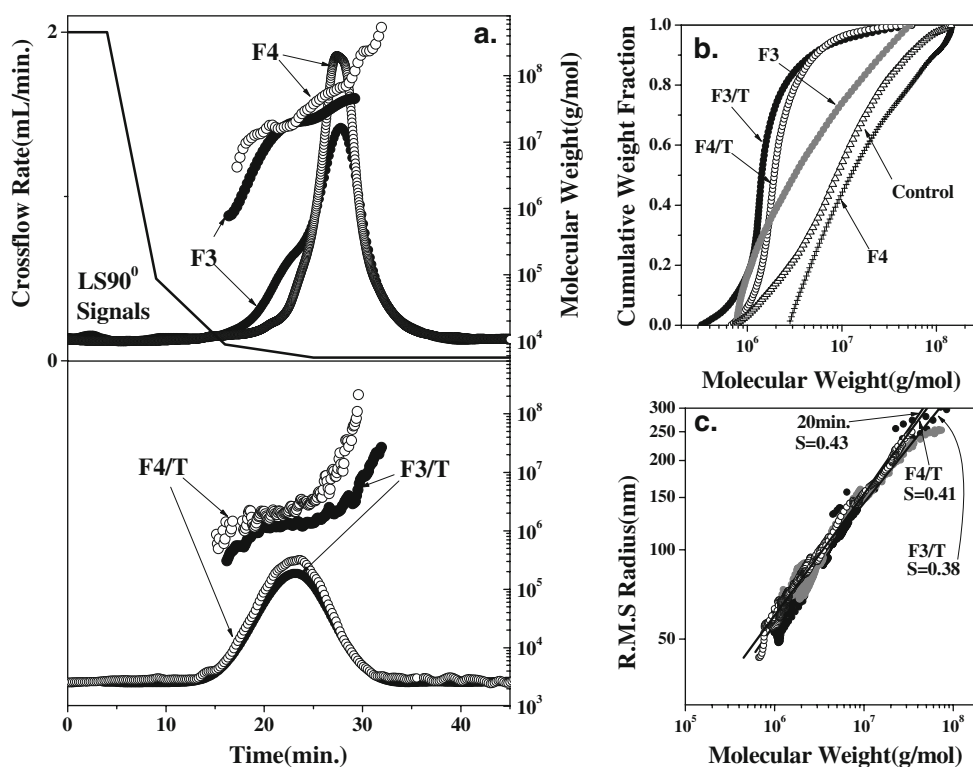 a.
2
1
0
Crossflow Rate(mL/min.)
F4
F3
LS90⁰
Signals
10⁸
10⁷
10⁶
10⁵
10⁴
Molecular Weight(g/mol)
F4/T
F3/T
10⁸
10⁷
10⁶
10⁵
10⁴
10³
0 10 20 30 40
Time(min.)
b.
1.0
0.8
0.6
0.4
0.2
0.0
Cumulative Weight Fraction
F3
F3/T
F4/T
Control
F4
10⁶ 10⁷ 10⁸
Molecular Weight(g/mol)
c.
300
250
200
150
100
50
R.M.S Radius(nm)
20min.
S=0.43
F4/T
S=0.41
F3/T
S=0.38
10⁵ 10⁶ 10⁷ 10⁸
Molecular Weight(g/mol)